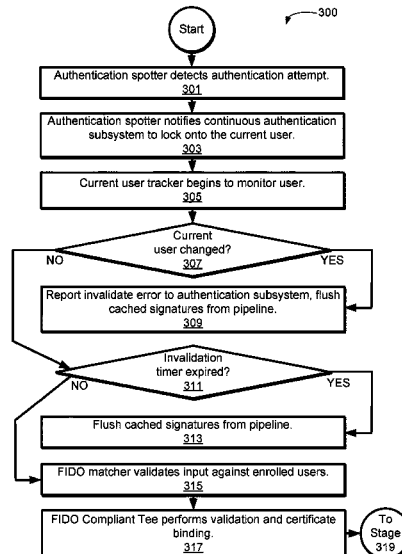 300
Start
Authentication spotter detects authentication attempt.
301
Authentication spotter notifies continuous authentication
subsystem to lock onto the current user.
303
Current user tracker begins to monitor user.
305
Current
user changed?
307
NO
YES
Report invalidate error to authentication subsystem, flush
cached signatures from pipeline.
309
Invalidation
timer expired?
311
NO
YES
Flush cached signatures from pipeline.
313
FIDO matcher validates input against enrolled users.
315
FIDO Compliant Tee performs validation and certificate
binding.
317
To
Stage
319